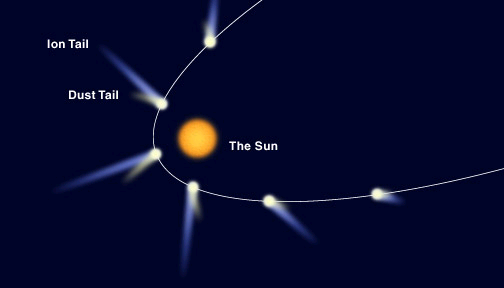 Ion Tail
Dust Tail
The Sun